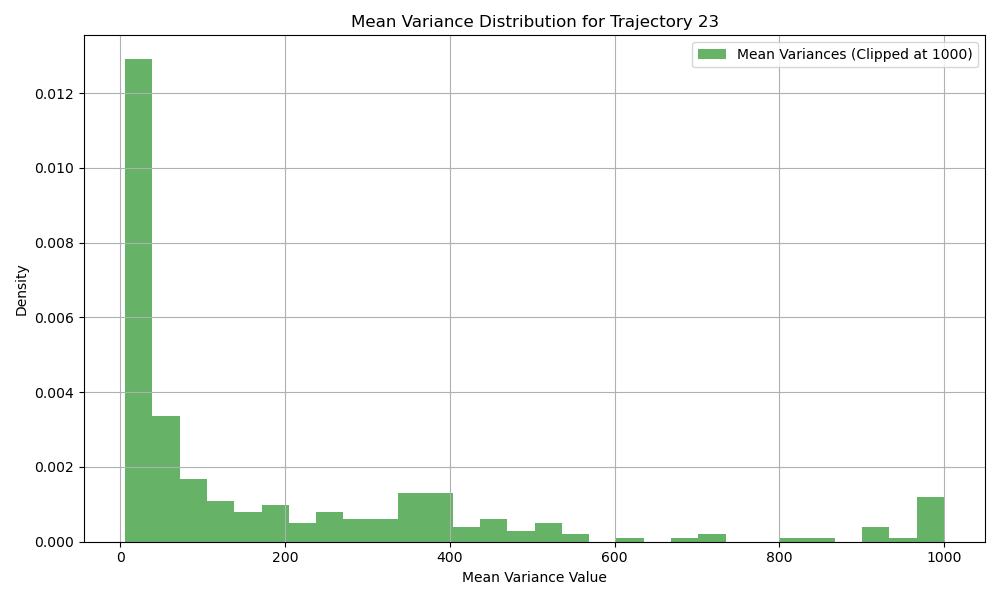 Mean Variance Distribution for Trajectory 23
Mean Variances (Clipped at 1000)
Density
0.012
0.010
0.008
0.006
0.004
0.002
0.000
0 200 400 600 800 1000
Mean Variance Value